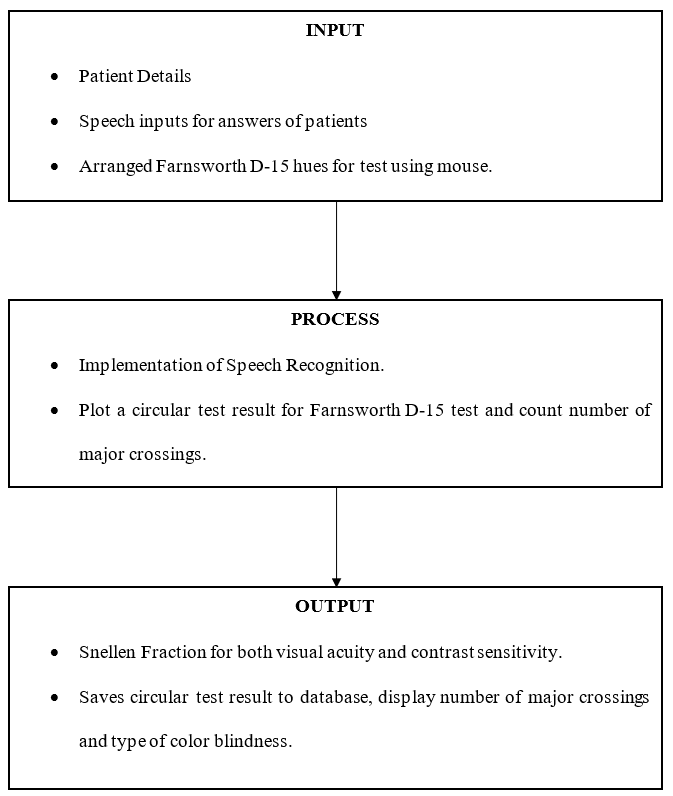 INPUT
• Patient Details
• Speech inputs for answers of patients
• Arranged Farnsworth D-15 hues for test using mouse.
PROCESS
• Implementation of Speech Recognition.
• Plot a circular test result for Farnsworth D-15 test and count number of
major crossings.
OUTPUT
• Snellen Fraction for both visual acuity and contrast sensitivity.
• Saves circular test result to database, display number of major crossings
and type of color blindness.